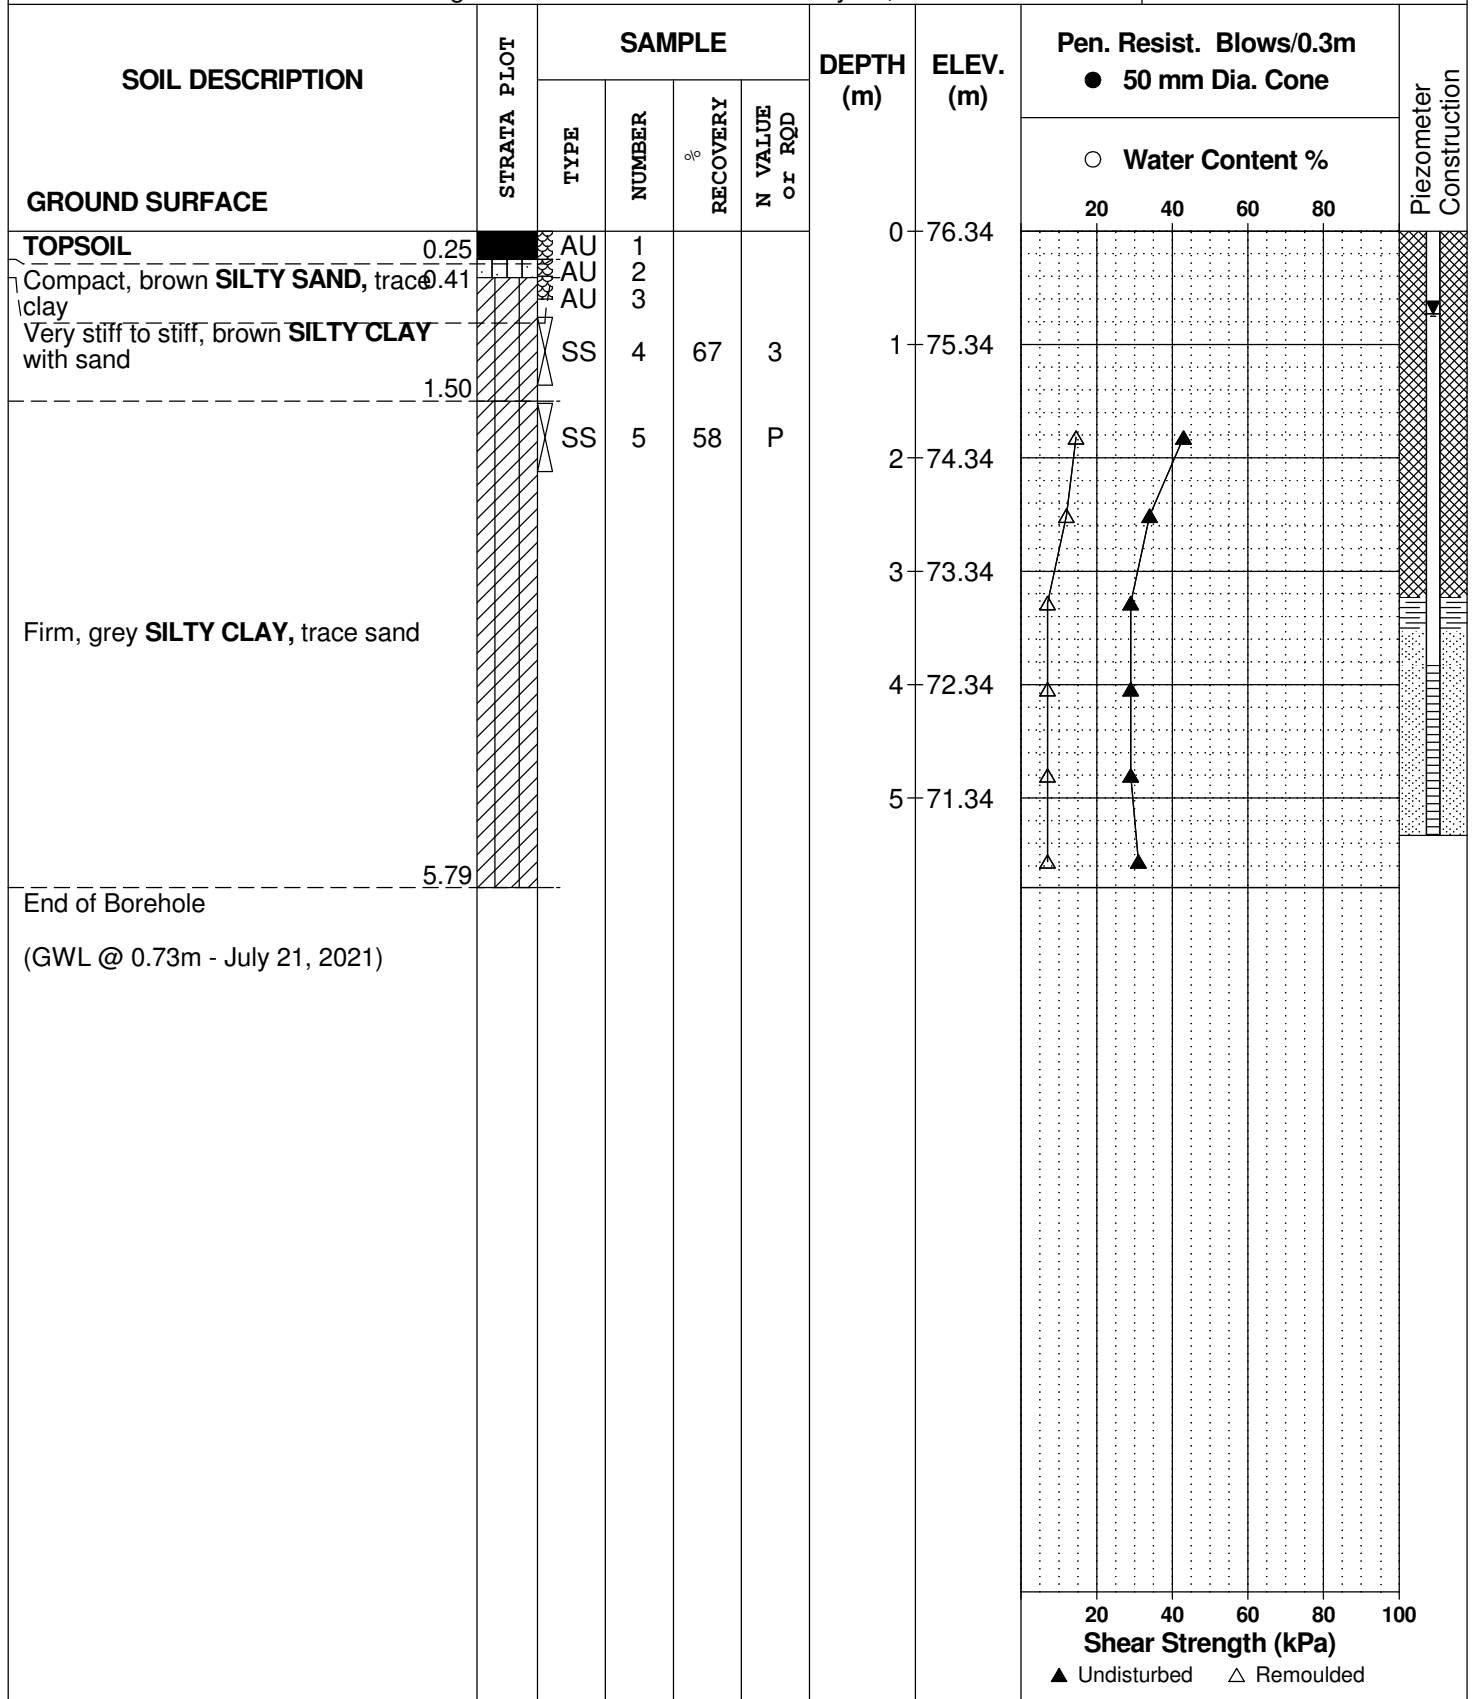 SOIL DESCRIPTION
GROUND SURFACE
STRATA PLOT
SAMPLE
TYPE
NUMBER
% RECOVERY
N VALUE
or RQD
DEPTH
(m)
ELEV.
(m)
Pen. Resist. Blows/0.3m
● 50 mm Dia. Cone
○ Water Content %
20 40 60 80
Piezometer
Construction
TOPSOIL 0.25
AU 1
0 76.34
Compact, brown SILTY SAND, trace 0.41
clay
AU 2
AU 3
Very stiff to stiff, brown SILTY CLAY
with sand
SS 4 67 3
1 75.34
1.50
SS 5 58 P
2 74.34
3 73.34
Firm, grey SILTY CLAY, trace sand
4 72.34
5 71.34
5.79
End of Borehole
(GWL @ 0.73m - July 21, 2021)
20 40 60 80 100
Shear Strength (kPa)
▲ Undisturbed △ Remoulded